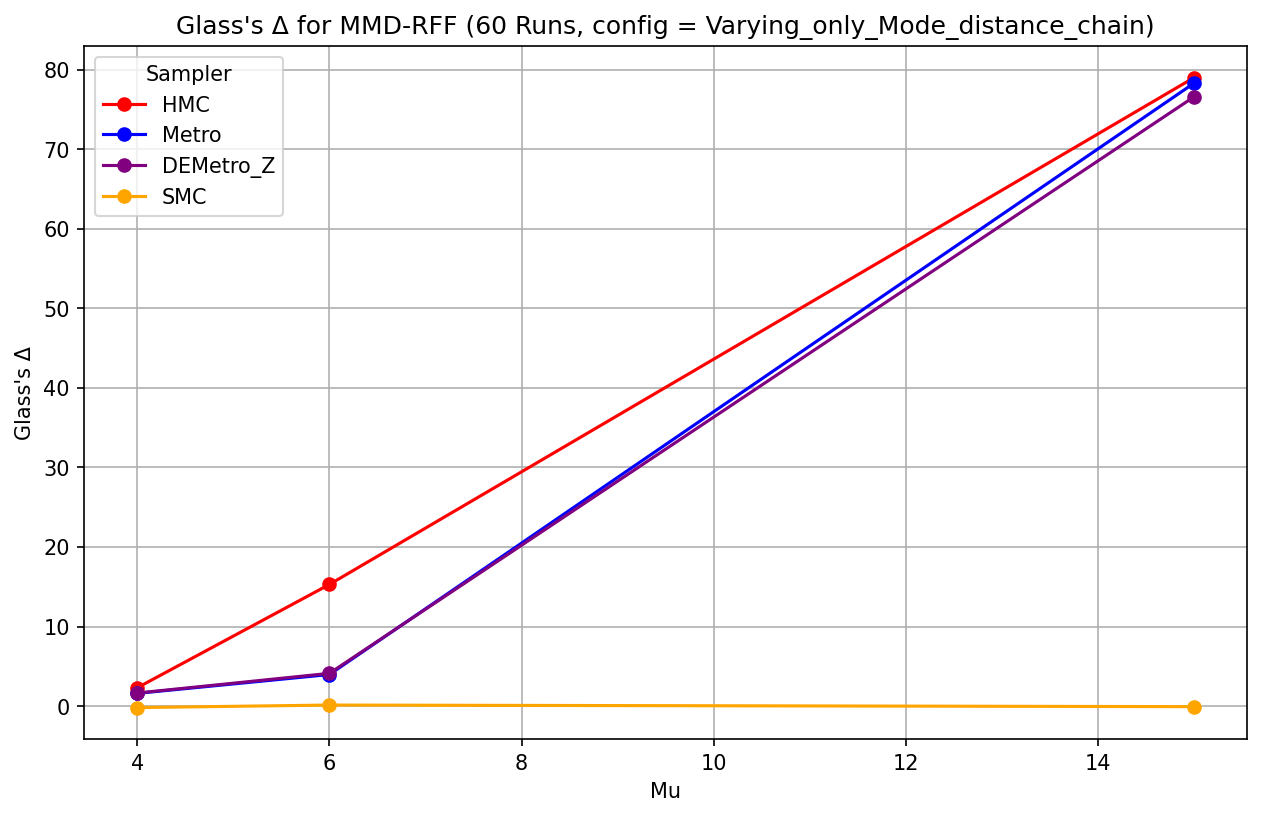 Glass's Δ for MMD-RFF (60 Runs, config = Varying_only_Mode_distance_chain)
Sampler
HMC
Metro
DEMetro_Z
SMC
Glass's Δ
80
70
60
50
40
30
20
10
0
4
6
8
10
12
14
Mu